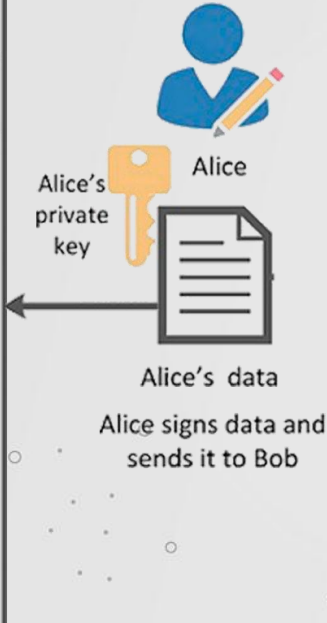 Alice
Alice's
private
key
Alice's data
Alice signs data and
sends it to Bob